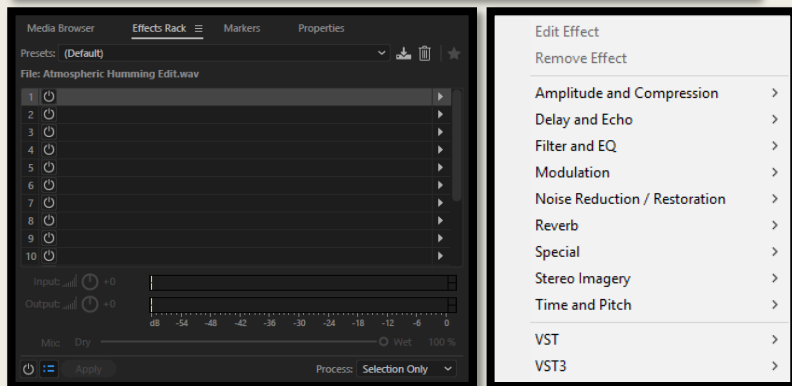 Media Browser Effects Rack Markers Properties
Presets: (Default)
File: Atmospheric Humming Edit.wav
1
2
3
4
5
6
7
8
9
10
Input: +0
Output: +0
dB -54 -48 -42 -36 -30 -24 -18 -12 -6 0
Mix: Dry Wet 100 %
Apply Process: Selection Only
Edit Effect
Remove Effect
Amplitude and Compression
Delay and Echo
Filter and EQ
Modulation
Noise Reduction / Restoration
Reverb
Special
Stereo Imagery
Time and Pitch
VST
VST3